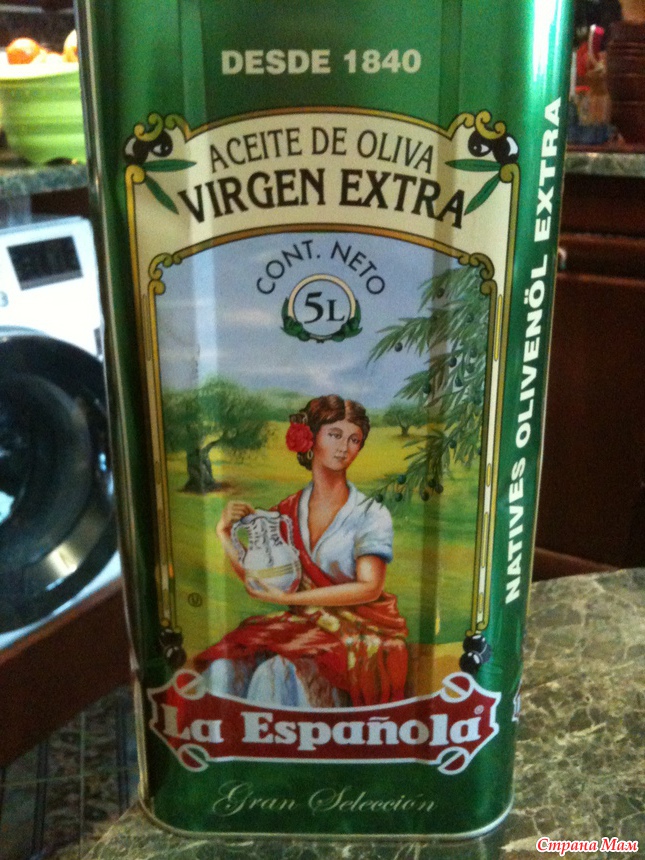 DESDE 1840
ACEITE DE OLIVA
VIRGEN EXTRA
CONT. NETO
5L
NATIVES OLIVENÖL EXTRA
U
La Española®
Gran Selección
Страна Мам